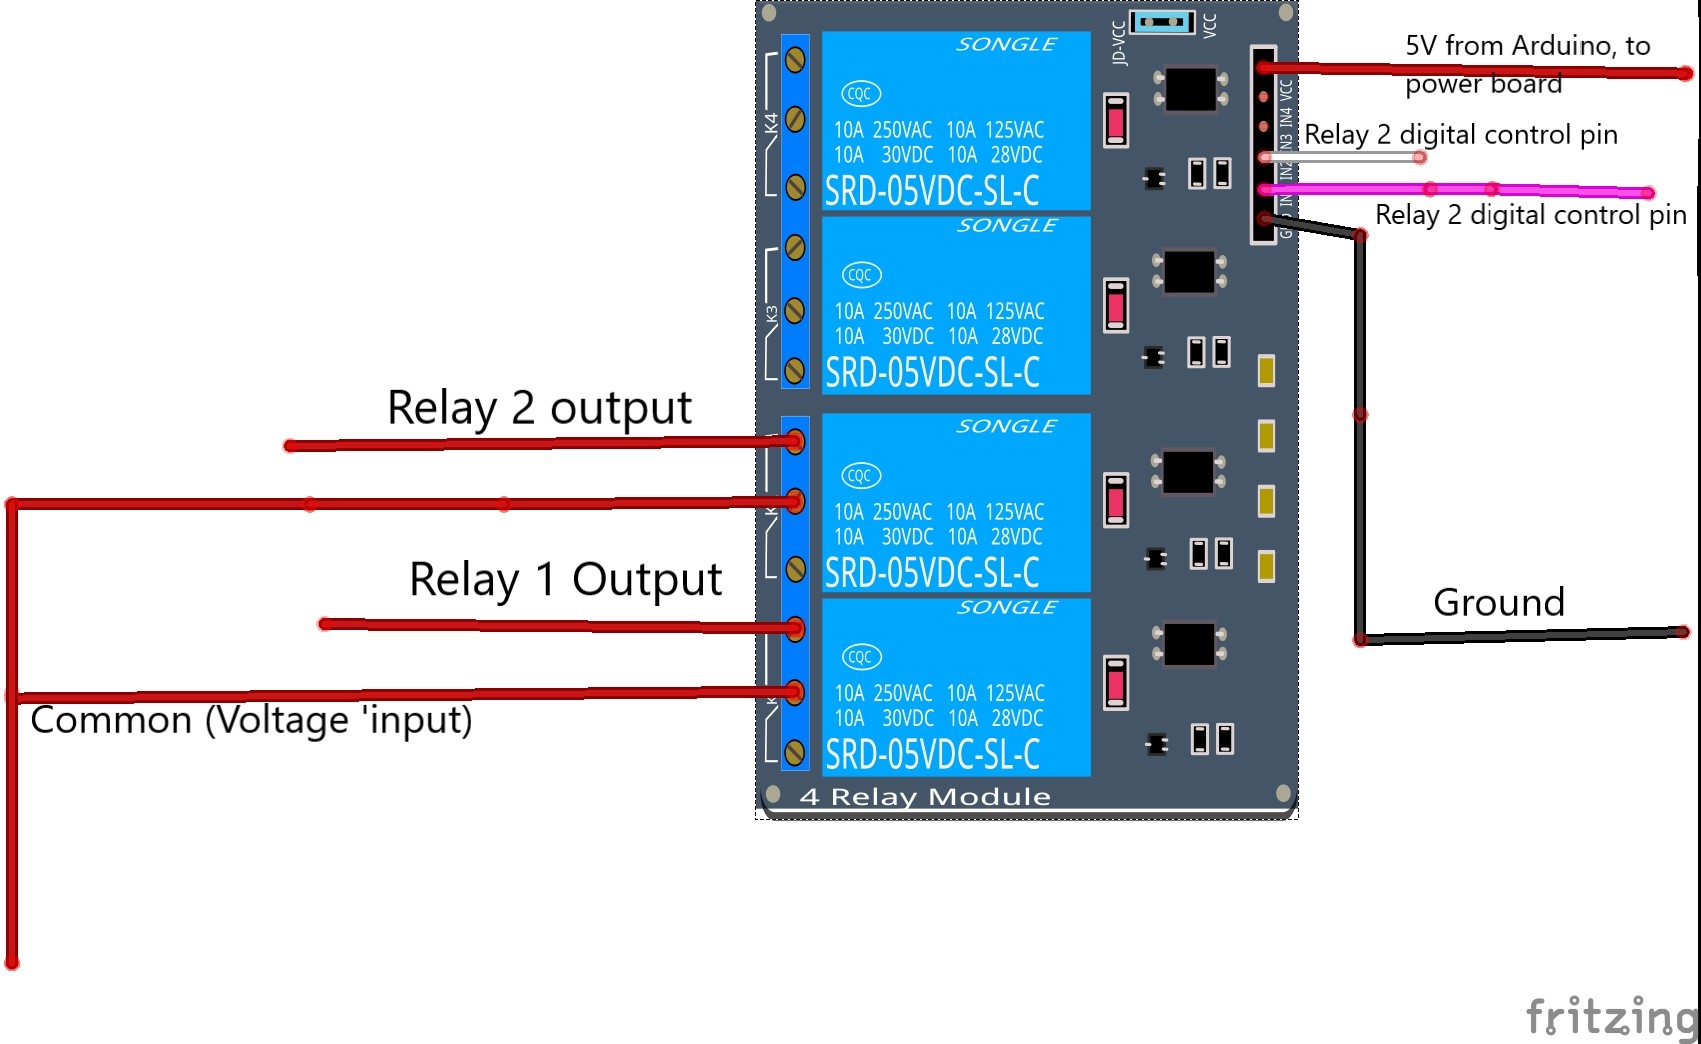 SONGLE
JD-VCC
VCC
5V from Arduino, to
power board
CQC
K4
10A 250VAC 10A 125VAC
10A 30VDC 10A 28VDC
SRD-05VDC-SL-C
VCC
IN4
IN3
Relay 2 digital control pin
IN2
Relay 2 digital control pin
SONGLE
CQC
K3
10A 250VAC 10A 125VAC
10A 30VDC 10A 28VDC
SRD-05VDC-SL-C
Relay 2 output
SONGLE
CQC
10A 250VAC 10A 125VAC
10A 30VDC 10A 28VDC
SRD-05VDC-SL-C
Relay 1 Output
Ground
SONGLE
CQC
10A 250VAC 10A 125VAC
10A 30VDC 10A 28VDC
SRD-05VDC-SL-C
Common (Voltage 'input)
4 Relay Module
fritzing